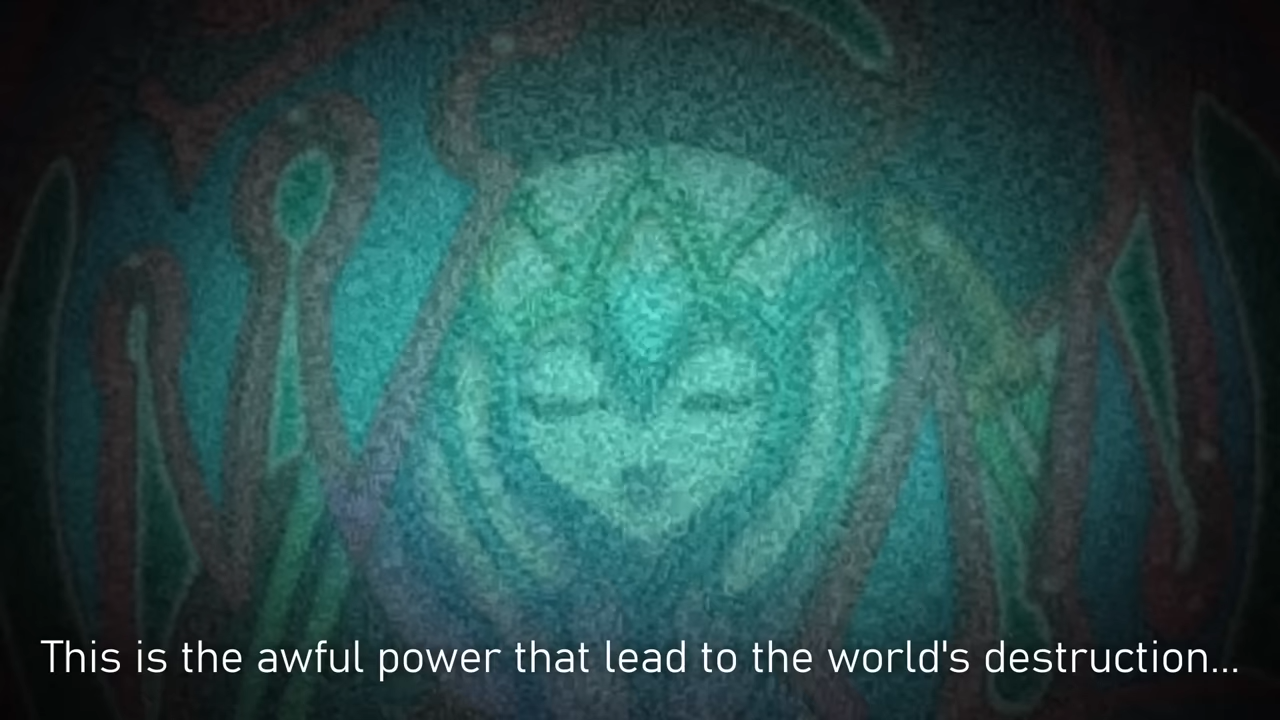 This is the awful power that lead to the world's destruction...